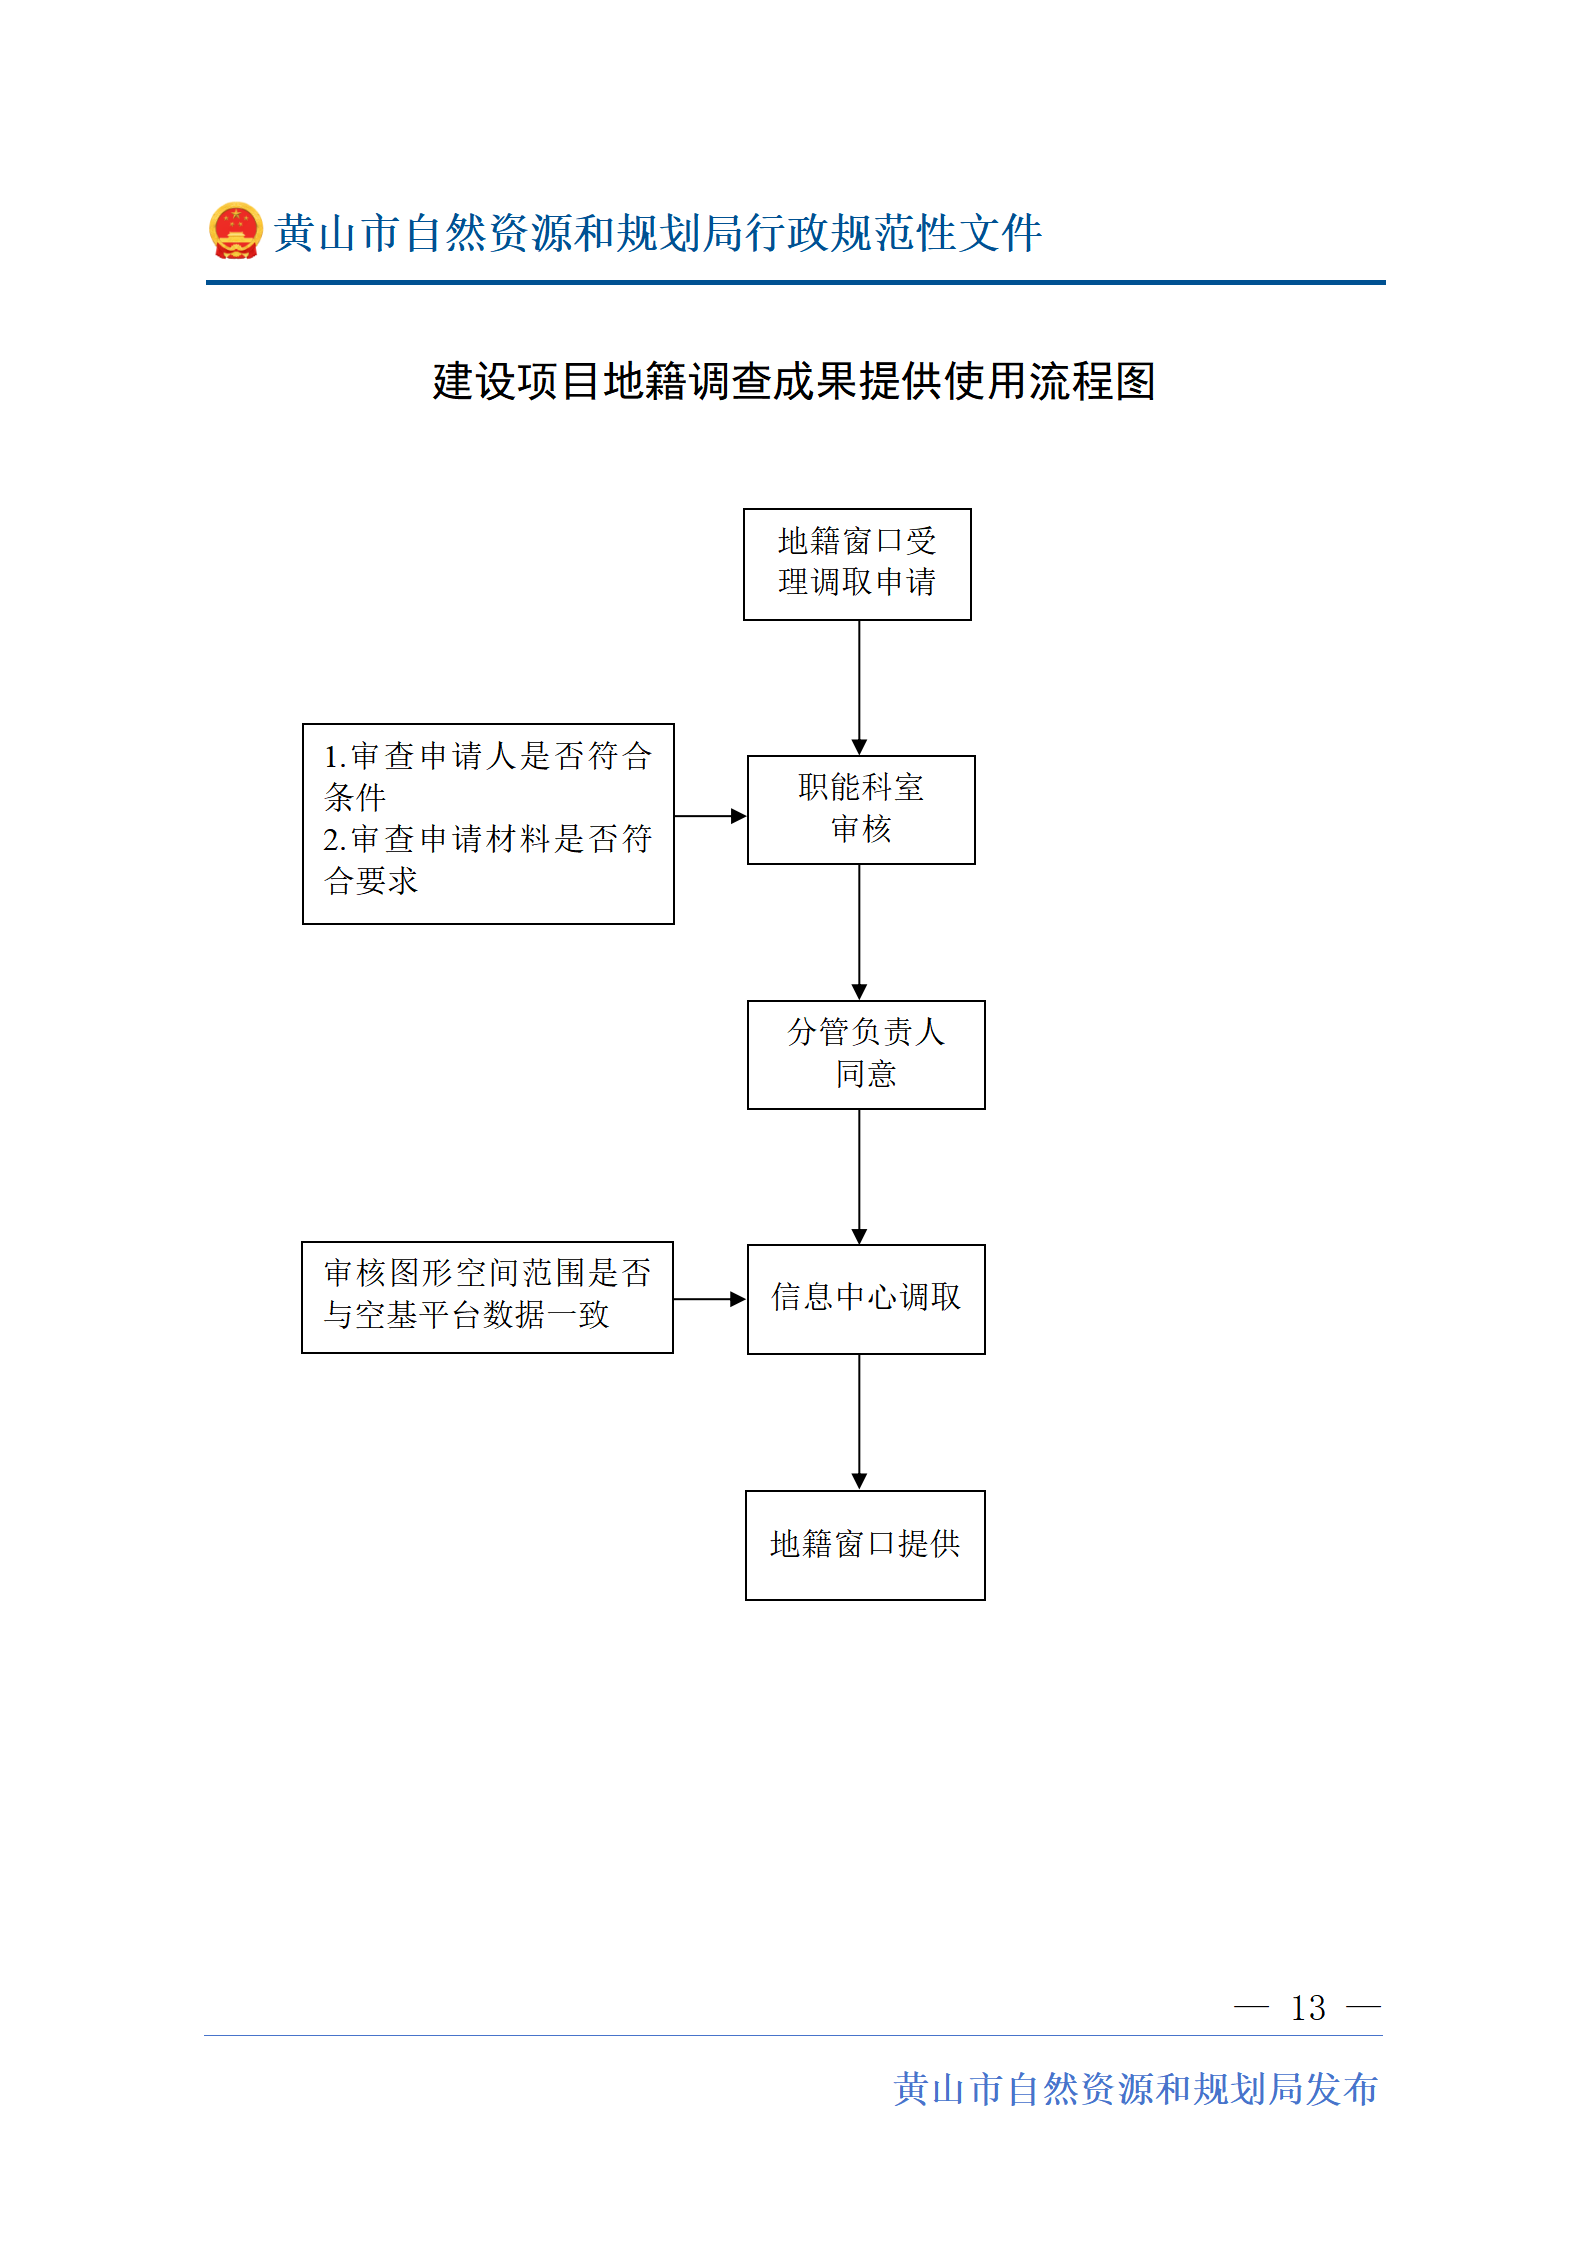 黄山市自然资源和规划局行政规范性文件
建设项目地籍调查成果提供使用流程图
地籍窗口受
理调取申请
1.审查申请人是否符合
条件
2.审查申请材料是否符
合要求
职能科室
审核
分管负责人
同意
审核图形空间范围是否
与空基平台数据一致
信息中心调取
地籍窗口提供
— 13 —
黄山市自然资源和规划局发布